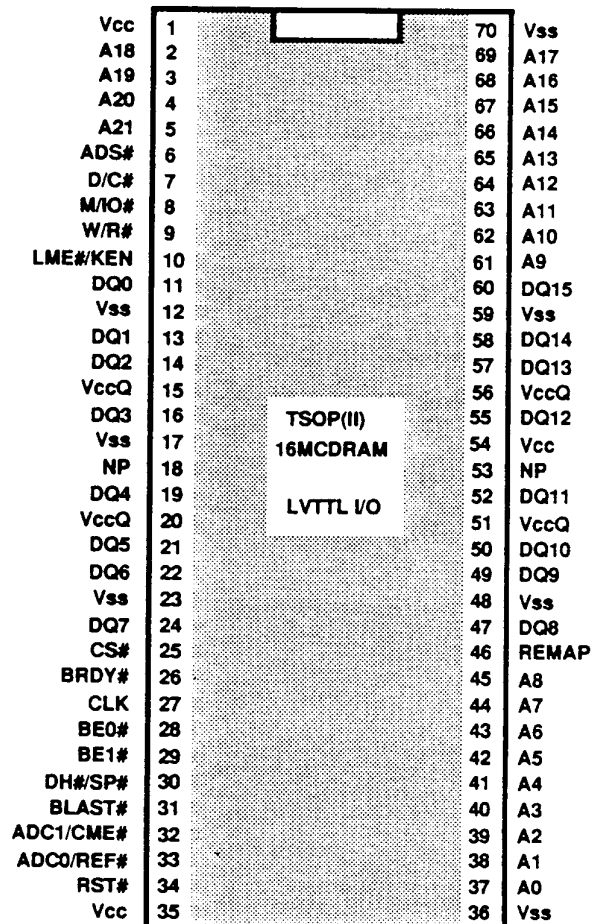 Vcc 1 70 Vss
A18 2 69 A17
A19 3 68 A16
A20 4 67 A15
A21 5 66 A14
ADS# 6 65 A13
D/C# 7 64 A12
M/IO# 8 63 A11
W/R# 9 62 A10
LME#/KEN 10 61 A9
DQ0 11 60 DQ15
Vss 12 59 Vss
DQ1 13 58 DQ14
DQ2 14 57 DQ13
VccQ 15 56 VccQ
DQ3 16 TSOP(II) 55 DQ12
Vss 17 16MCDRAM 54 Vcc
NP 18 53 NP
DQ4 19 LVTTL I/O 52 DQ11
VccQ 20 51 VccQ
DQ5 21 50 DQ10
DQ6 22 49 DQ9
Vss 23 48 Vss
DQ7 24 47 DQ8
CS# 25 46 REMAP
BRDY# 26 45 A8
CLK 27 44 A7
BE0# 28 43 A6
BE1# 29 42 A5
DH#/SP# 30 41 A4
BLAST# 31 40 A3
ADC1/CME# 32 39 A2
ADC0/REF# 33 38 A1
RST# 34 37 A0
Vcc 35 36 Vss